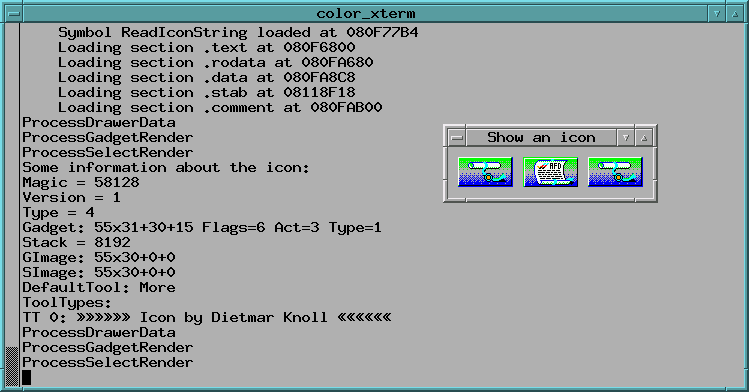 color_xterm
Symbol ReadIconString loaded at 080F77B4
Loading section .text at 080F6800
Loading section .rodata at 080FA680
Loading section .data at 080FA8C8
Loading section .stab at 08118F18
Loading section .comment at 080FAB00
ProcessDrawerData
ProcessGadgetRender
ProcessSelectRender
Some information about the icon:
Magic = 58128
Version = 1
Type = 4
Gadget: 55x31+30+15 Flags=6 Act=3 Type=1
Stack = 8192
GImage: 55x30+0+0
SImage: 55x30+0+0
DefaultTool: More
ToolTypes:
TT 0: »»»»»» Icon by Dietmar Knoll ««««««
ProcessDrawerData
ProcessGadgetRender
ProcessSelectRender
Show an icon
AFD